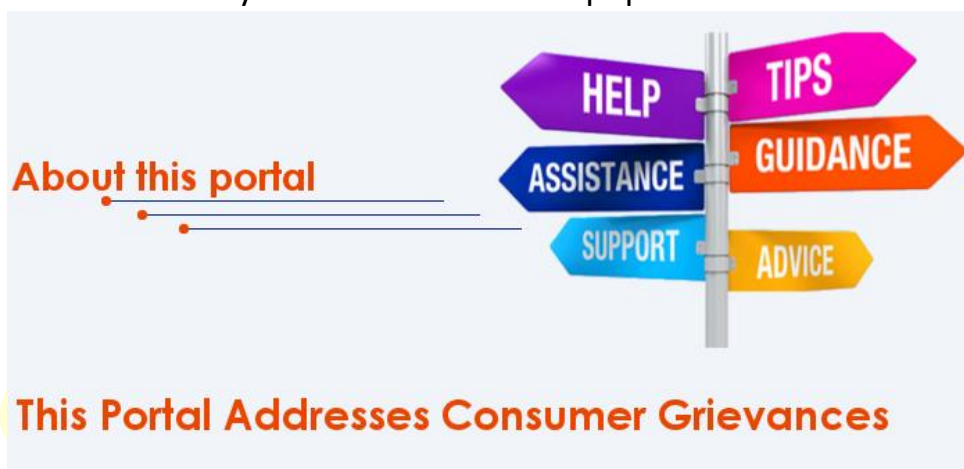 HELP
TIPS
About this portal
ASSISTANCE
GUIDANCE
SUPPORT
ADVICE
This Portal Addresses Consumer Grievances